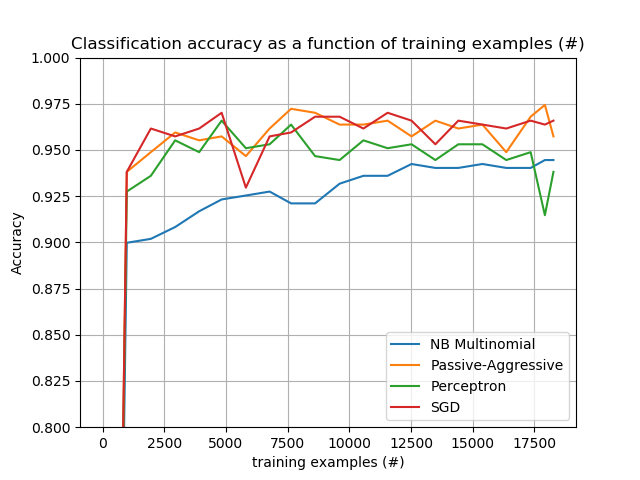 Classification accuracy as a function of training examples (#)
1.000
0.975
0.950
0.925
0.900
0.875
0.850
0.825
0.800
Accuracy
NB Multinomial
Passive-Aggressive
Perceptron
SGD
0 2500 5000 7500 10000 12500 15000 17500
training examples (#)